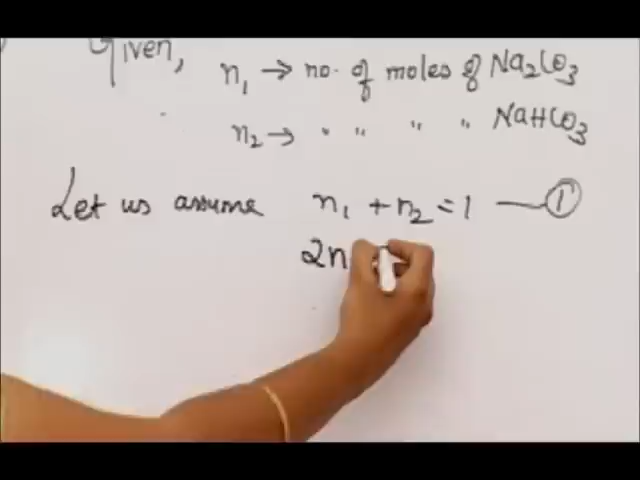 Given,
n₁ → no. of moles of Na₂CO₃
n₂ → " " " " NaHCO₃
Let us assume n₁ + n₂ = 1 — ①
2n